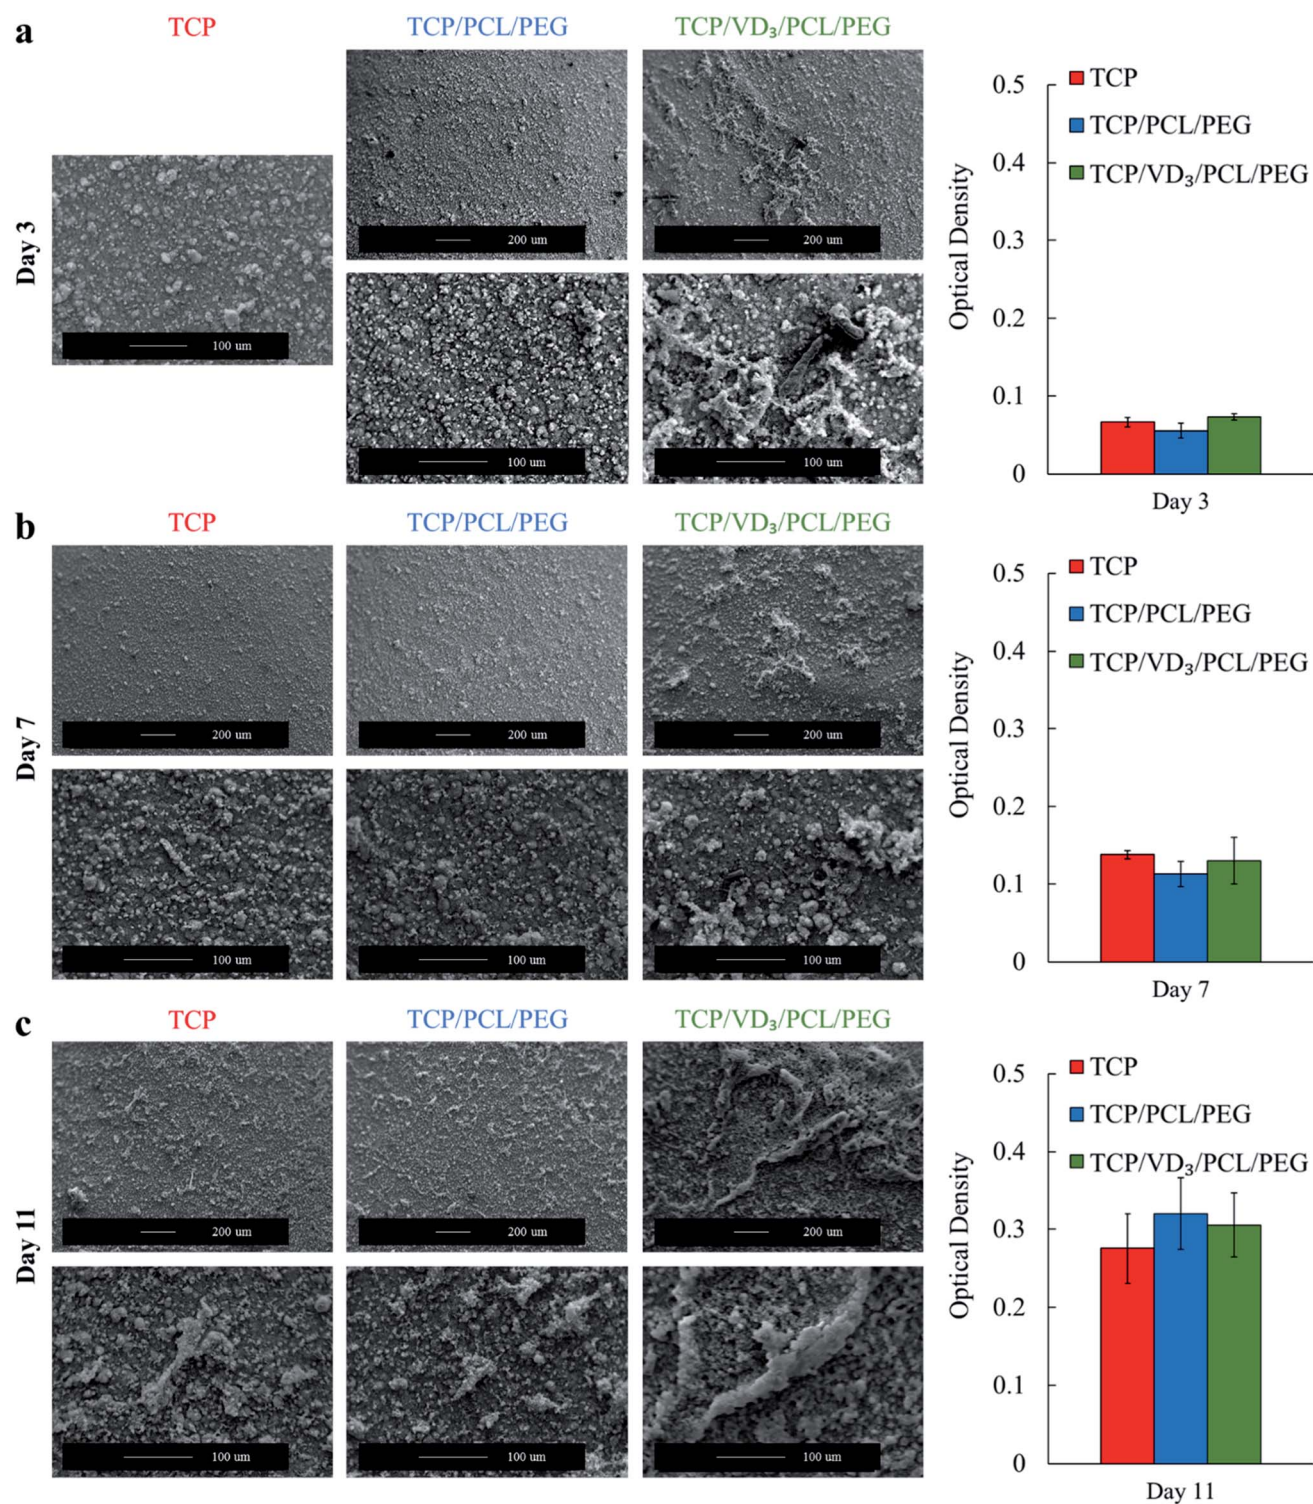 a
TCP
TCP/PCL/PEG
TCP/VD₃/PCL/PEG
Day 3
100 um
200 um
200 um
100 um
100 um
Optical Density
0.5
0.4
0.3
0.2
0.1
0
TCP
TCP/PCL/PEG
TCP/VD₃/PCL/PEG
Day 3
b
TCP
TCP/PCL/PEG
TCP/VD₃/PCL/PEG
Day 7
200 um
200 um
200 um
100 um
100 um
100 um
Optical Density
0.5
0.4
0.3
0.2
0.1
0
TCP
TCP/PCL/PEG
TCP/VD₃/PCL/PEG
Day 7
c
TCP
TCP/PCL/PEG
TCP/VD₃/PCL/PEG
Day 11
200 um
200 um
200 um
100 um
100 um
100 um
Optical Density
0.5
0.4
0.3
0.2
0.1
0
TCP
TCP/PCL/PEG
TCP/VD₃/PCL/PEG
Day 11